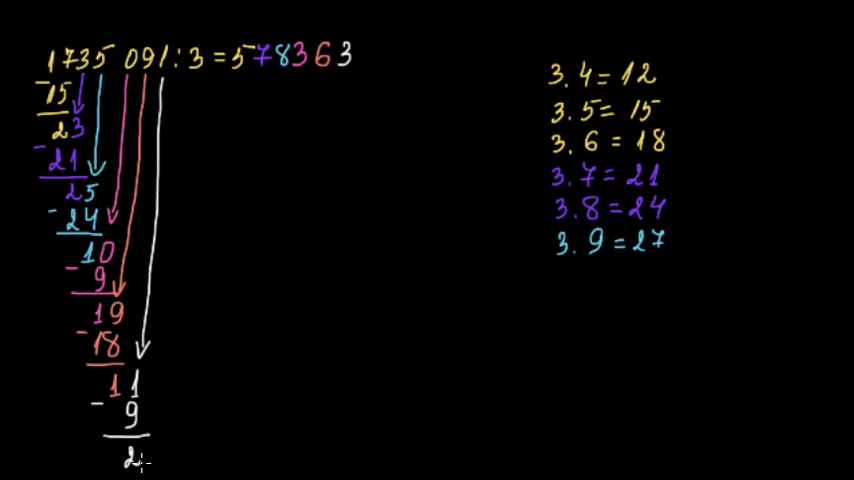 1735 091 : 3 = 578363
- 15
23
- 21
25
- 24
10
- 9
19
- 18
11
- 9
2
3 . 4 = 12
3 . 5 = 15
3 . 6 = 18
3 . 7 = 21
3 . 8 = 24
3 . 9 = 27